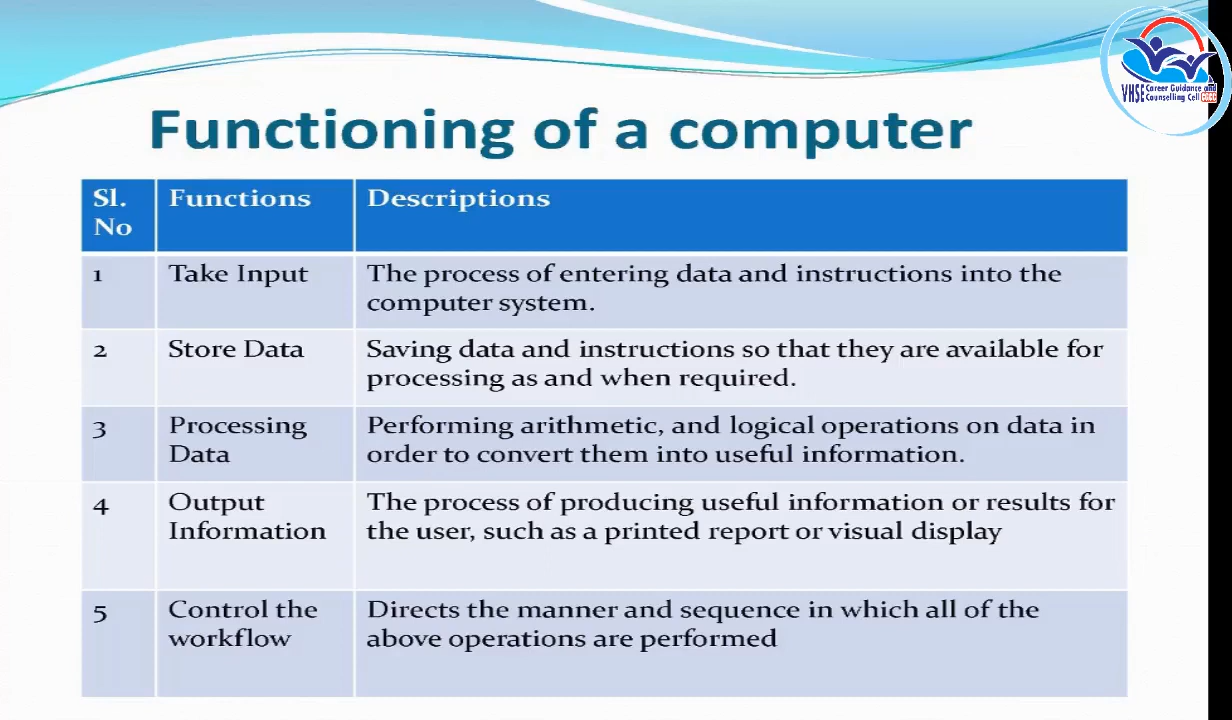 VHSE Career Guidance and
Counselling Cell
Functioning of a computer
Sl. No
Functions
Descriptions
1
Take Input
The process of entering data and instructions into the
computer system.
2
Store Data
Saving data and instructions so that they are available for
processing as and when required.
3
Processing
Data
Performing arithmetic, and logical operations on data in
order to convert them into useful information.
4
Output
Information
The process of producing useful information or results for
the user, such as a printed report or visual display
5
Control the
workflow
Directs the manner and sequence in which all of the
above operations are performed